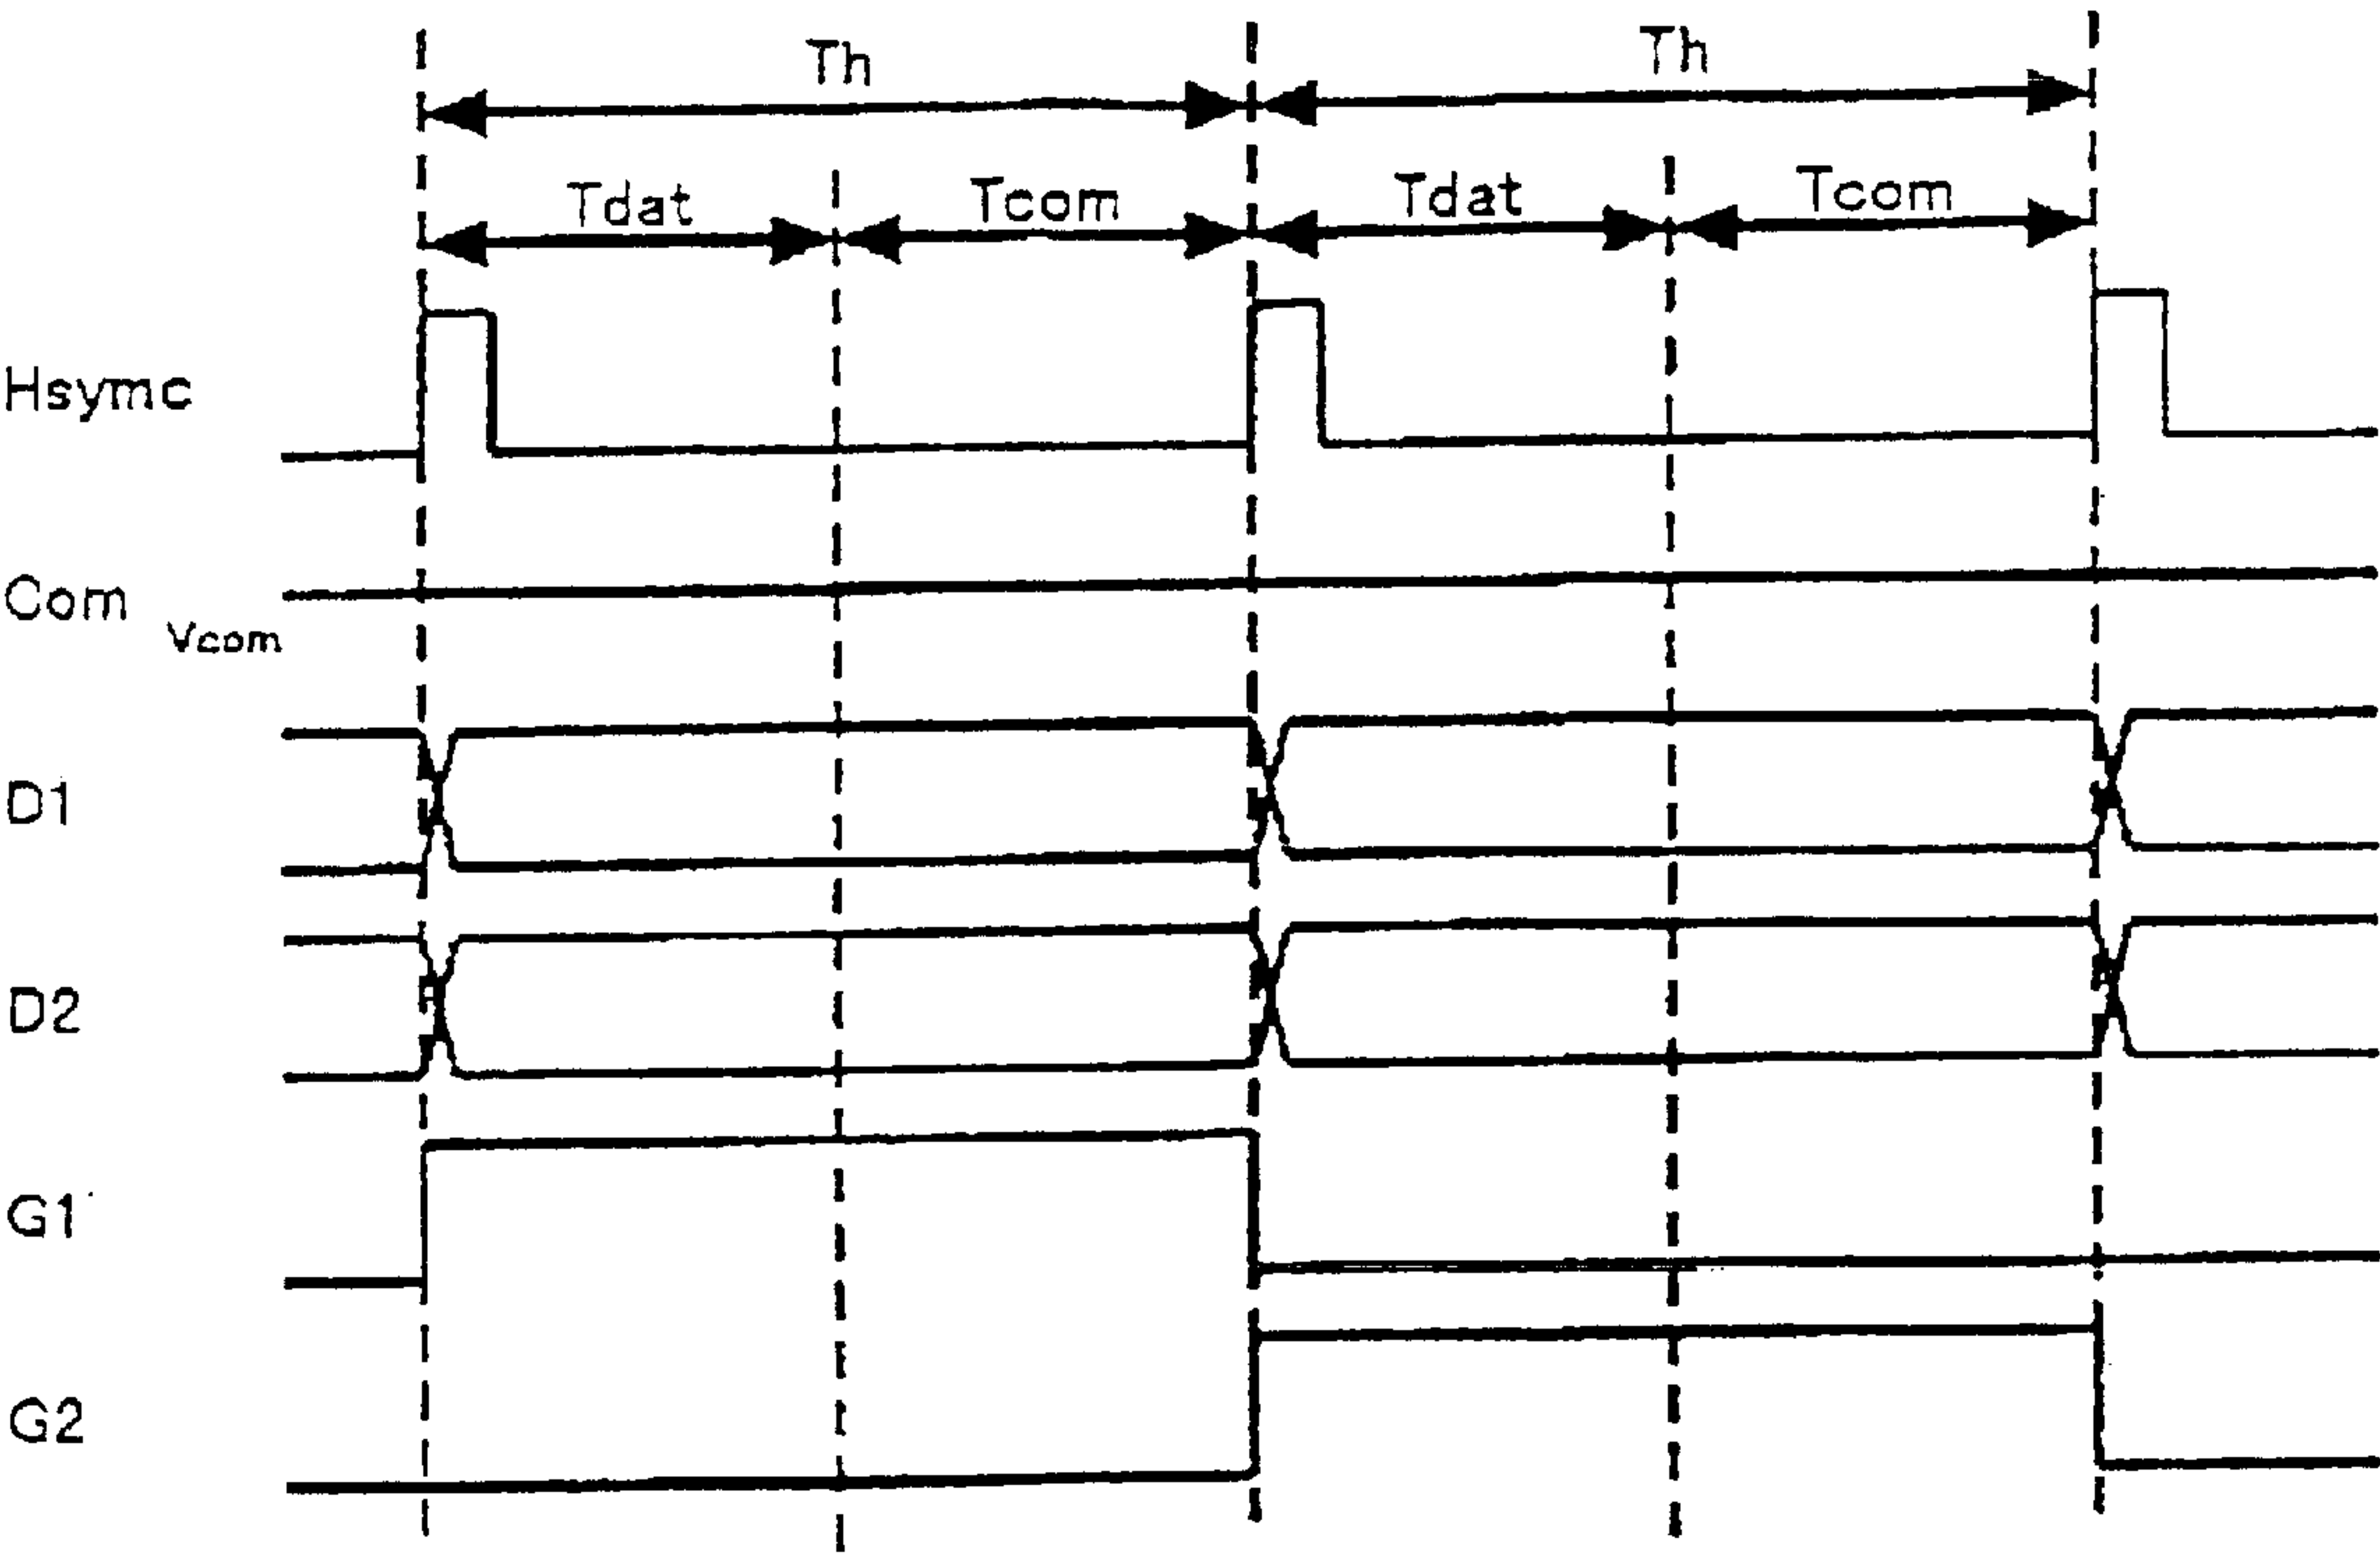 Th Th
Tdat Tcom Tdat Tcom
Hsymc
Com
Vcom
D1
D2
G1
G2